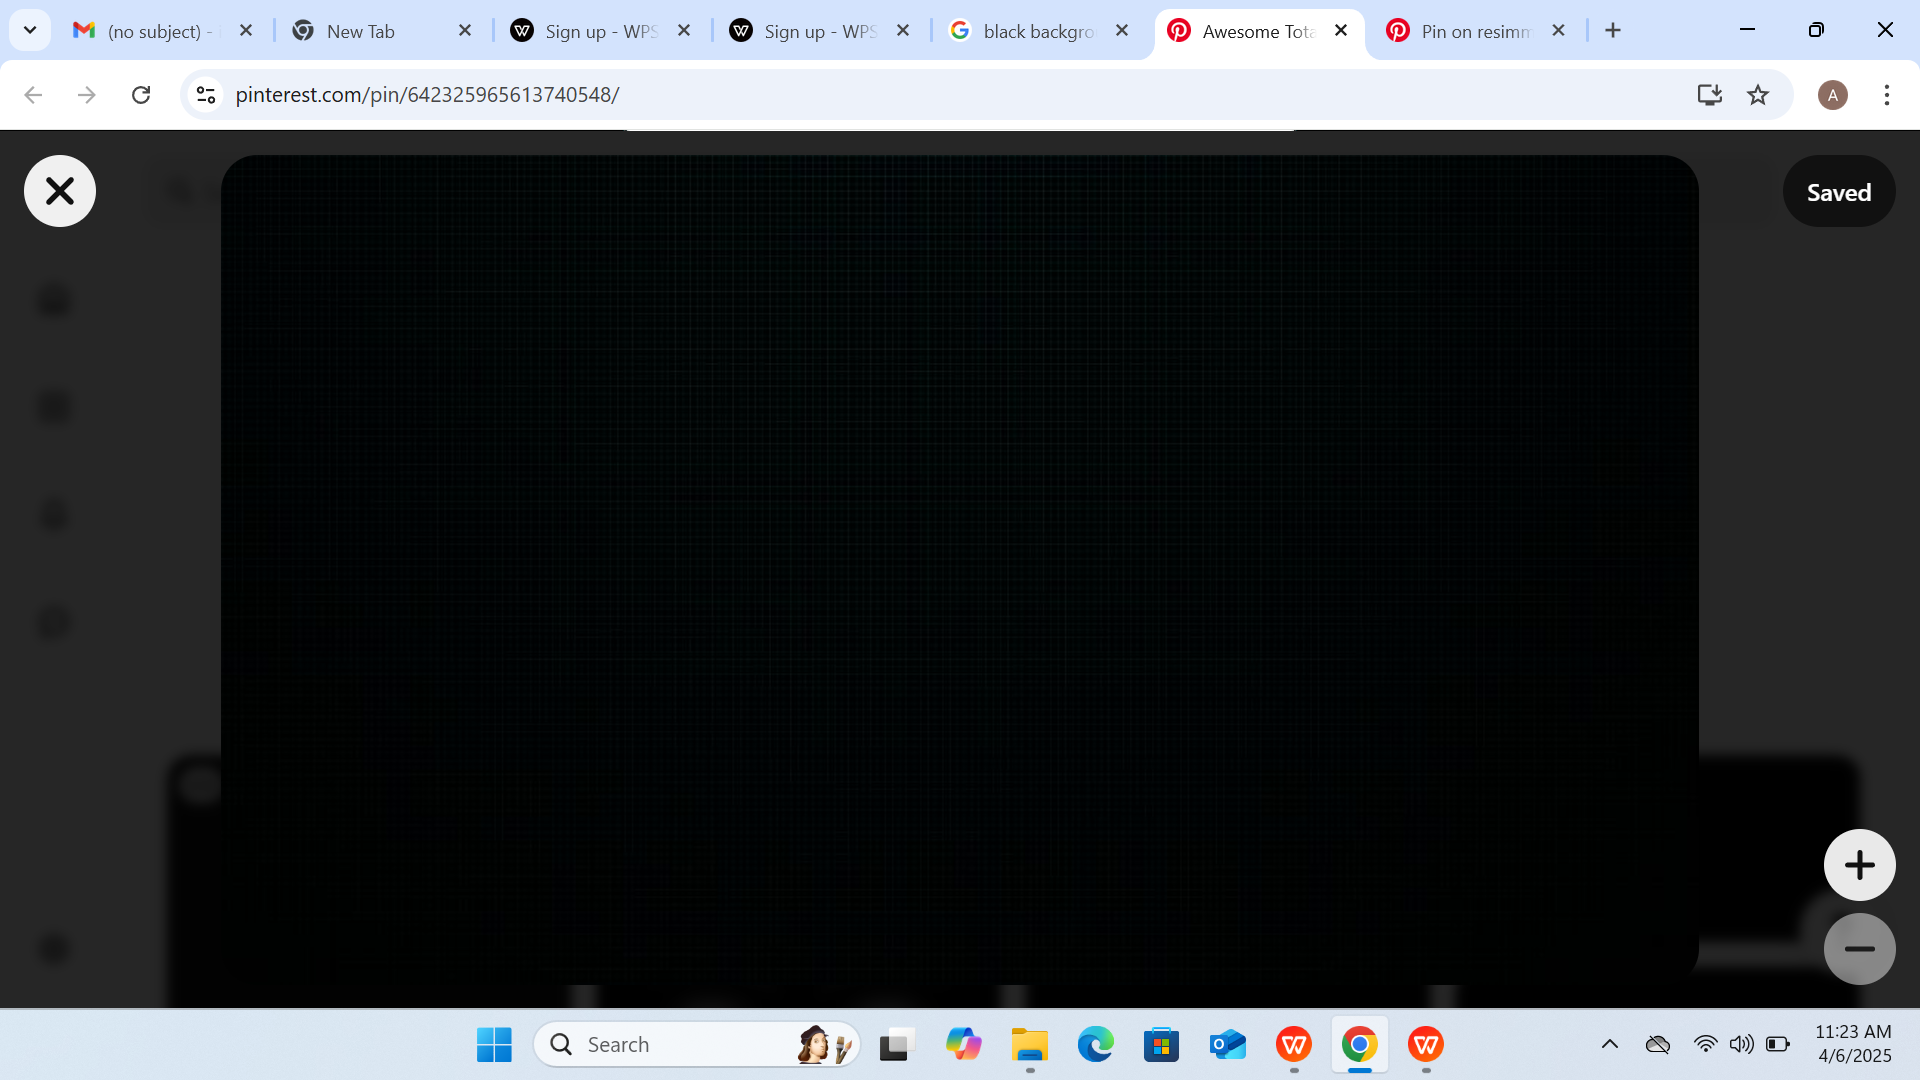 (no subject) -
New Tab
Sign up - WPS
Sign up - WPS
black backgro
Awesome Tota
Pin on resimm
pinterest.com/pin/642325965613740548/
A
Saved
Search
11:23 AM
4/6/2025